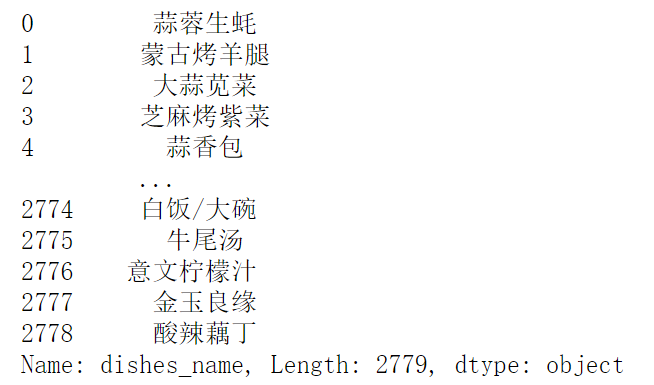 0 蒜蓉生蚝
1 蒙古烤羊腿
2 大蒜苋菜
3 芝麻烤紫菜
4 蒜香包
...
2774 白饭/大碗
2775 牛尾汤
2776 意文柠檬汁
2777 金玉良缘
2778 酸辣藕丁
Name: dishes_name, Length: 2779, dtype: object